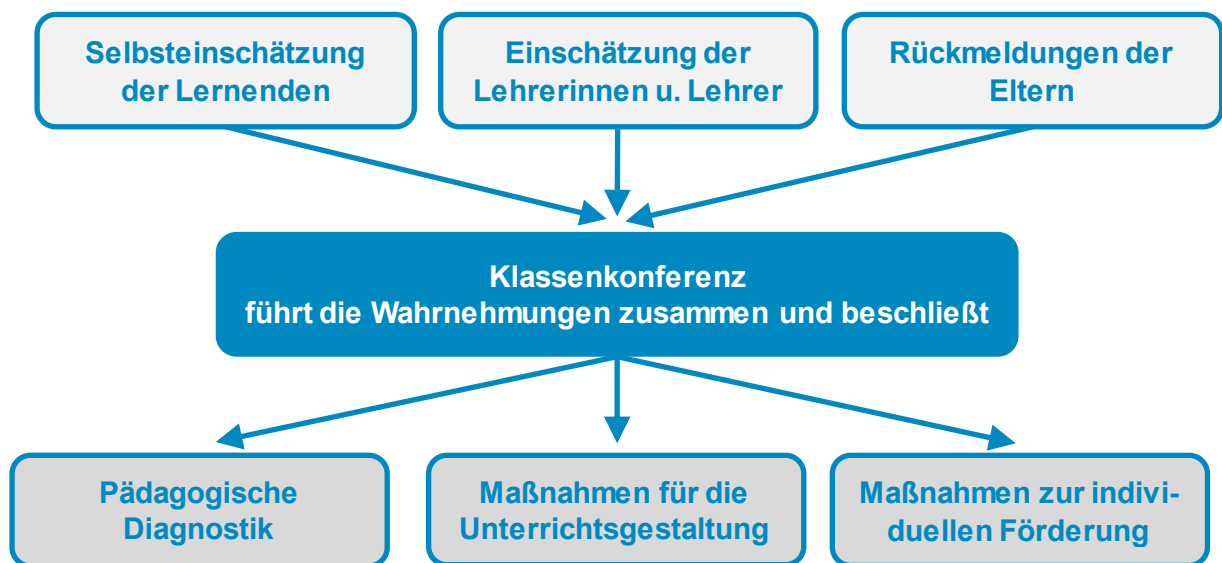 Selbsteinschätzung
der Lernenden
Einschätzung der
Lehrerinnen u. Lehrer
Rückmeldungen der
Eltern
Klassenkonferenz
führt die Wahrnehmungen zusammen und beschließt
Pädagogische
Diagnostik
Maßnahmen für die
Unterrichtsgestaltung
Maßnahmen zur indivi-
duellen Förderung